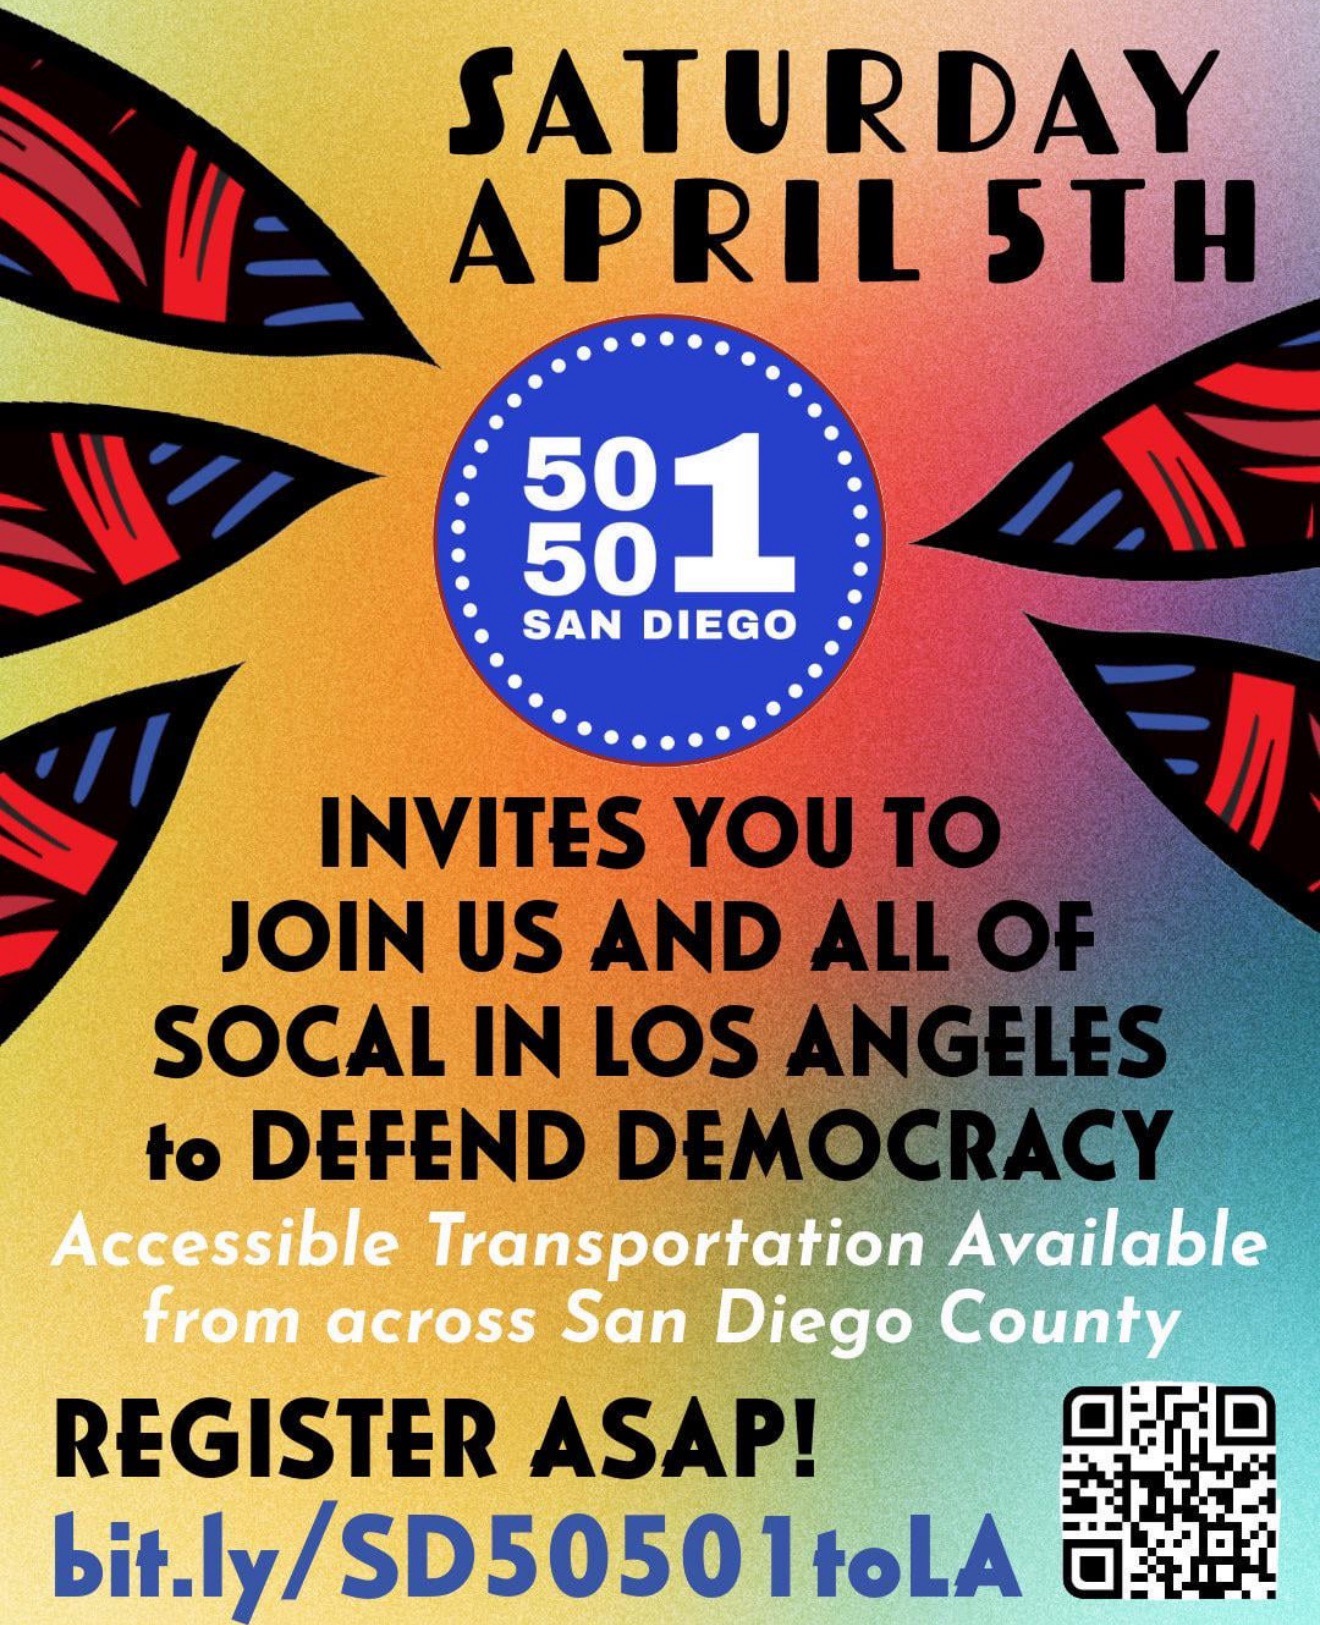 SATURDAY
APRIL 5TH
50
50
1
SAN DIEGO
INVITES YOU TO
JOIN US AND ALL OF
SOCAL IN LOS ANGELES
to DEFEND DEMOCRACY
Accessible Transportation Available
from across San Diego County
REGISTER ASAP!
bit.ly/SD50501toLA